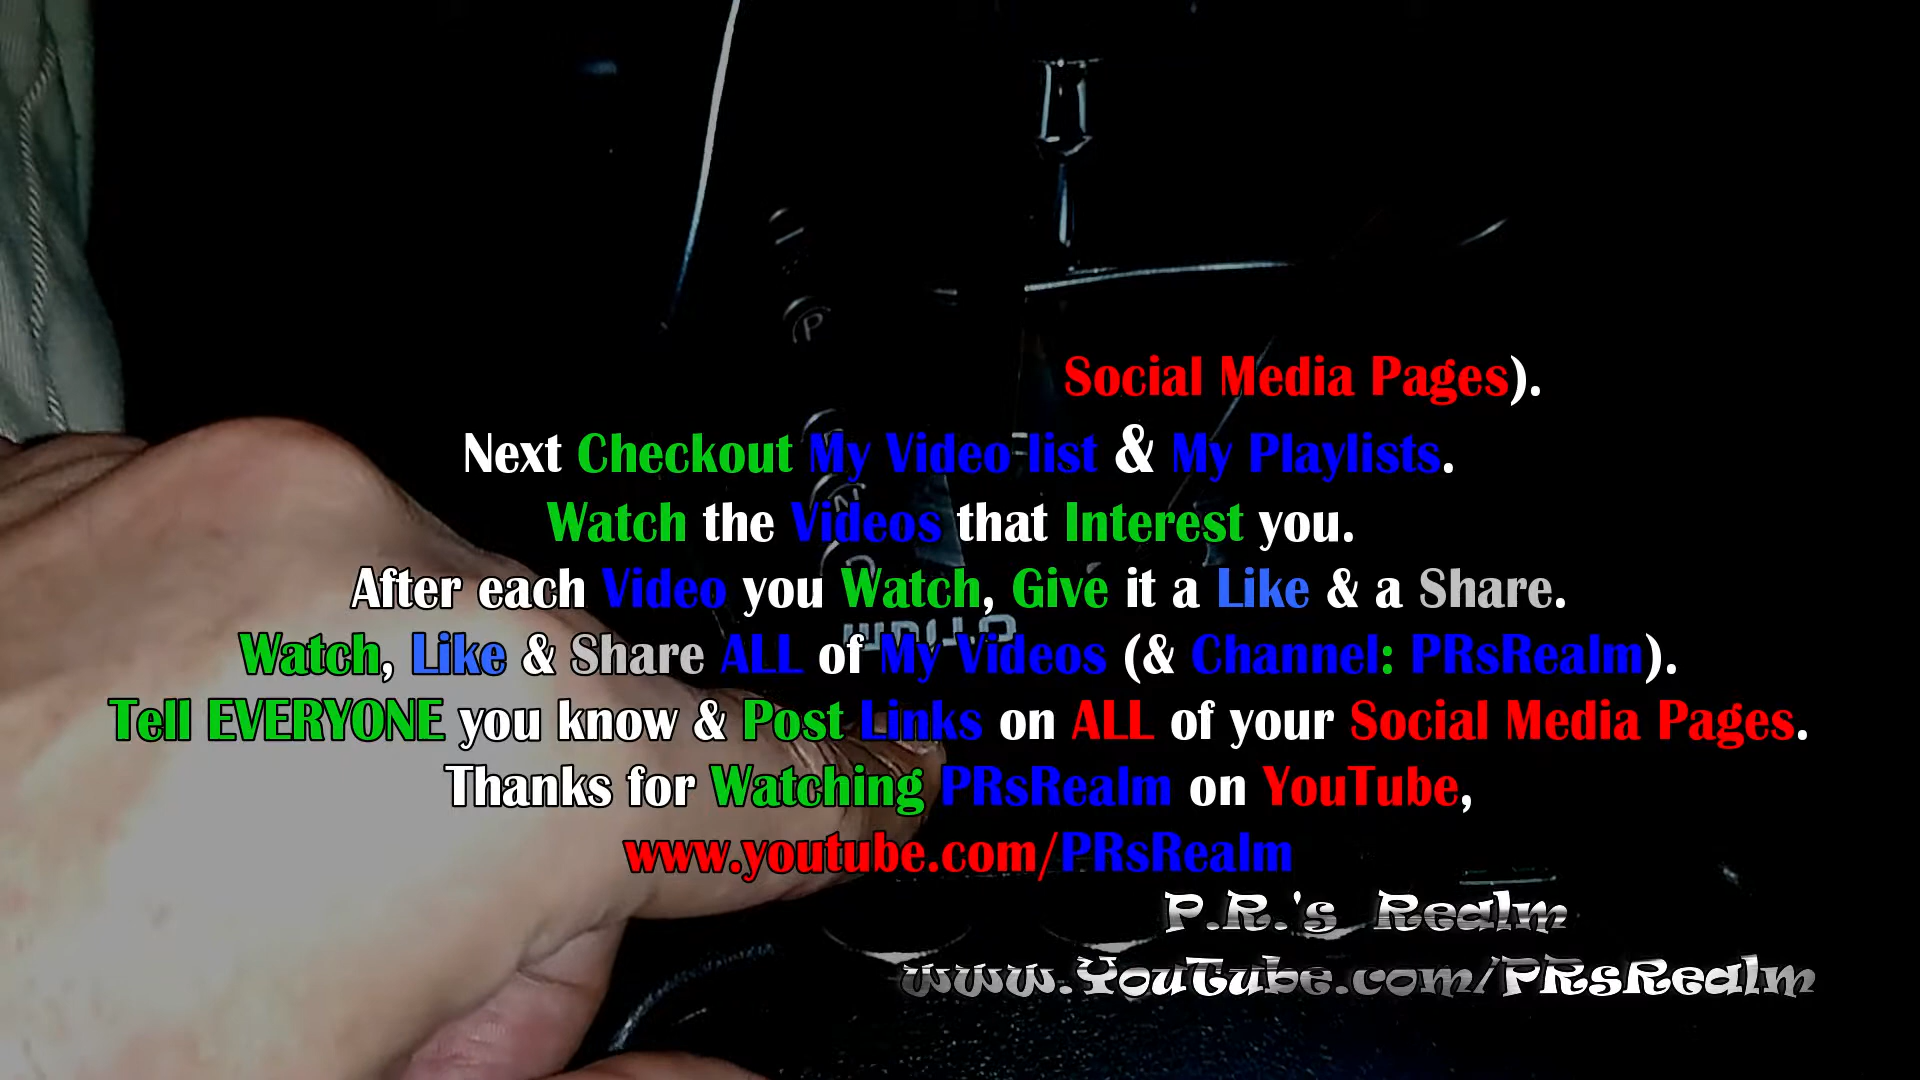 P
N
Social Media Pages).
Next Checkout My Video list & My Playlists.
Watch the Videos that Interest you.
After each Video you Watch, Give it a Like & a Share.
Watch, Like & Share ALL of My Videos (& Channel: PRsRealm).
Tell EVERYONE you know & Post Links on ALL of your Social Media Pages.
Thanks for Watching PRsRealm on YouTube,
www.youtube.com/PRsRealm
P.R.'s Realm
www.YouTube.com/PRsRealm